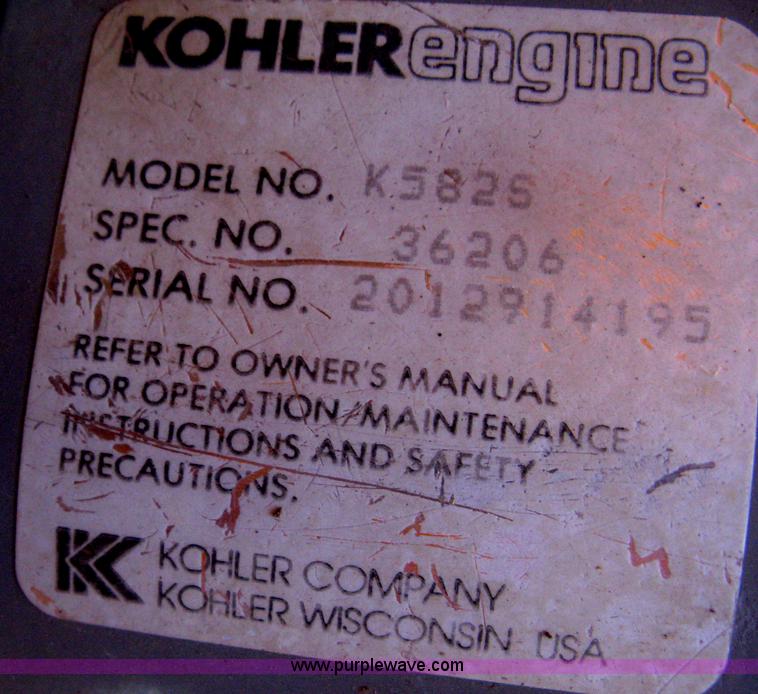 KOHLERengine
MODEL NO. K582S
SPEC. NO. 36206
SERIAL NO. 2012914195
REFER TO OWNER'S MANUAL
FOR OPERATION/MAINTENANCE
INSTRUCTIONS AND SAFETY
PRECAUTIONS.
KOHLER COMPANY
KOHLER WISCONSIN USA
www.purplewave.com